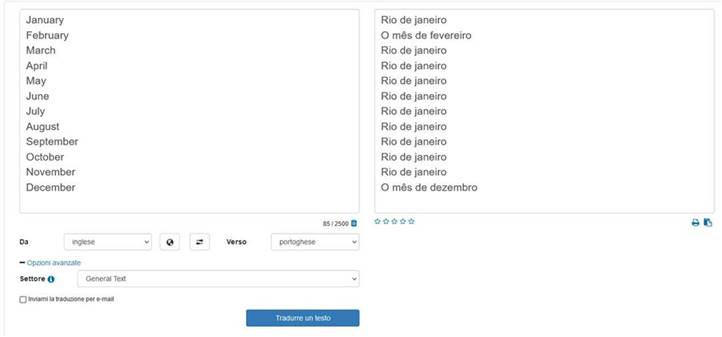 January
February
March
April
May
June
July
August
September
October
November
December
Rio de janeiro
O mês de fevereiro
Rio de janeiro
Rio de janeiro
Rio de janeiro
Rio de janeiro
Rio de janeiro
Rio de janeiro
Rio de janeiro
Rio de janeiro
Rio de janeiro
O mês de dezembro
85 / 2500
Da inglese Verso portoghese
Opzioni avanzate
Settore General Text
Inviami la traduzione per e-mail
Tradurre un testo